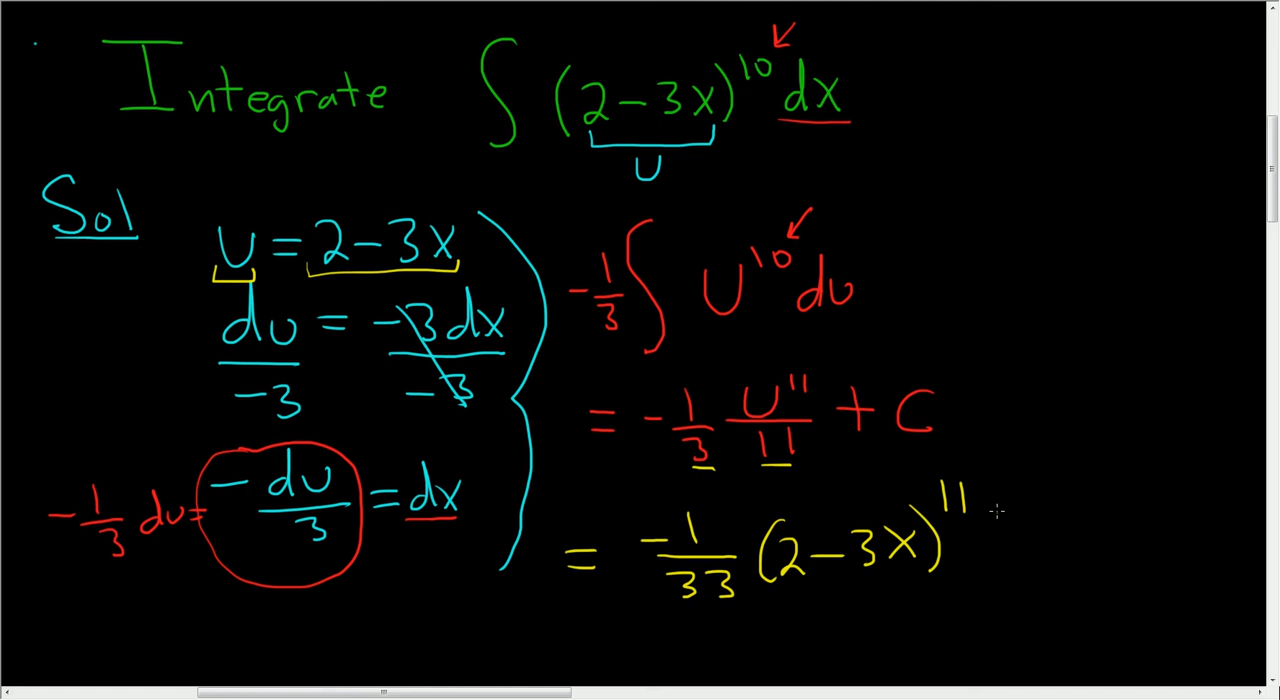 Integrate ∫ (2-3x)^10 dx
U
Sol
U = 2-3x
du = -3dx
-3 -3
-1/3 du = -du/3 = dx
-1/3 ∫ U^10 du
= -1/3 U^11/11 + C
= -1/33 (2-3x)^11